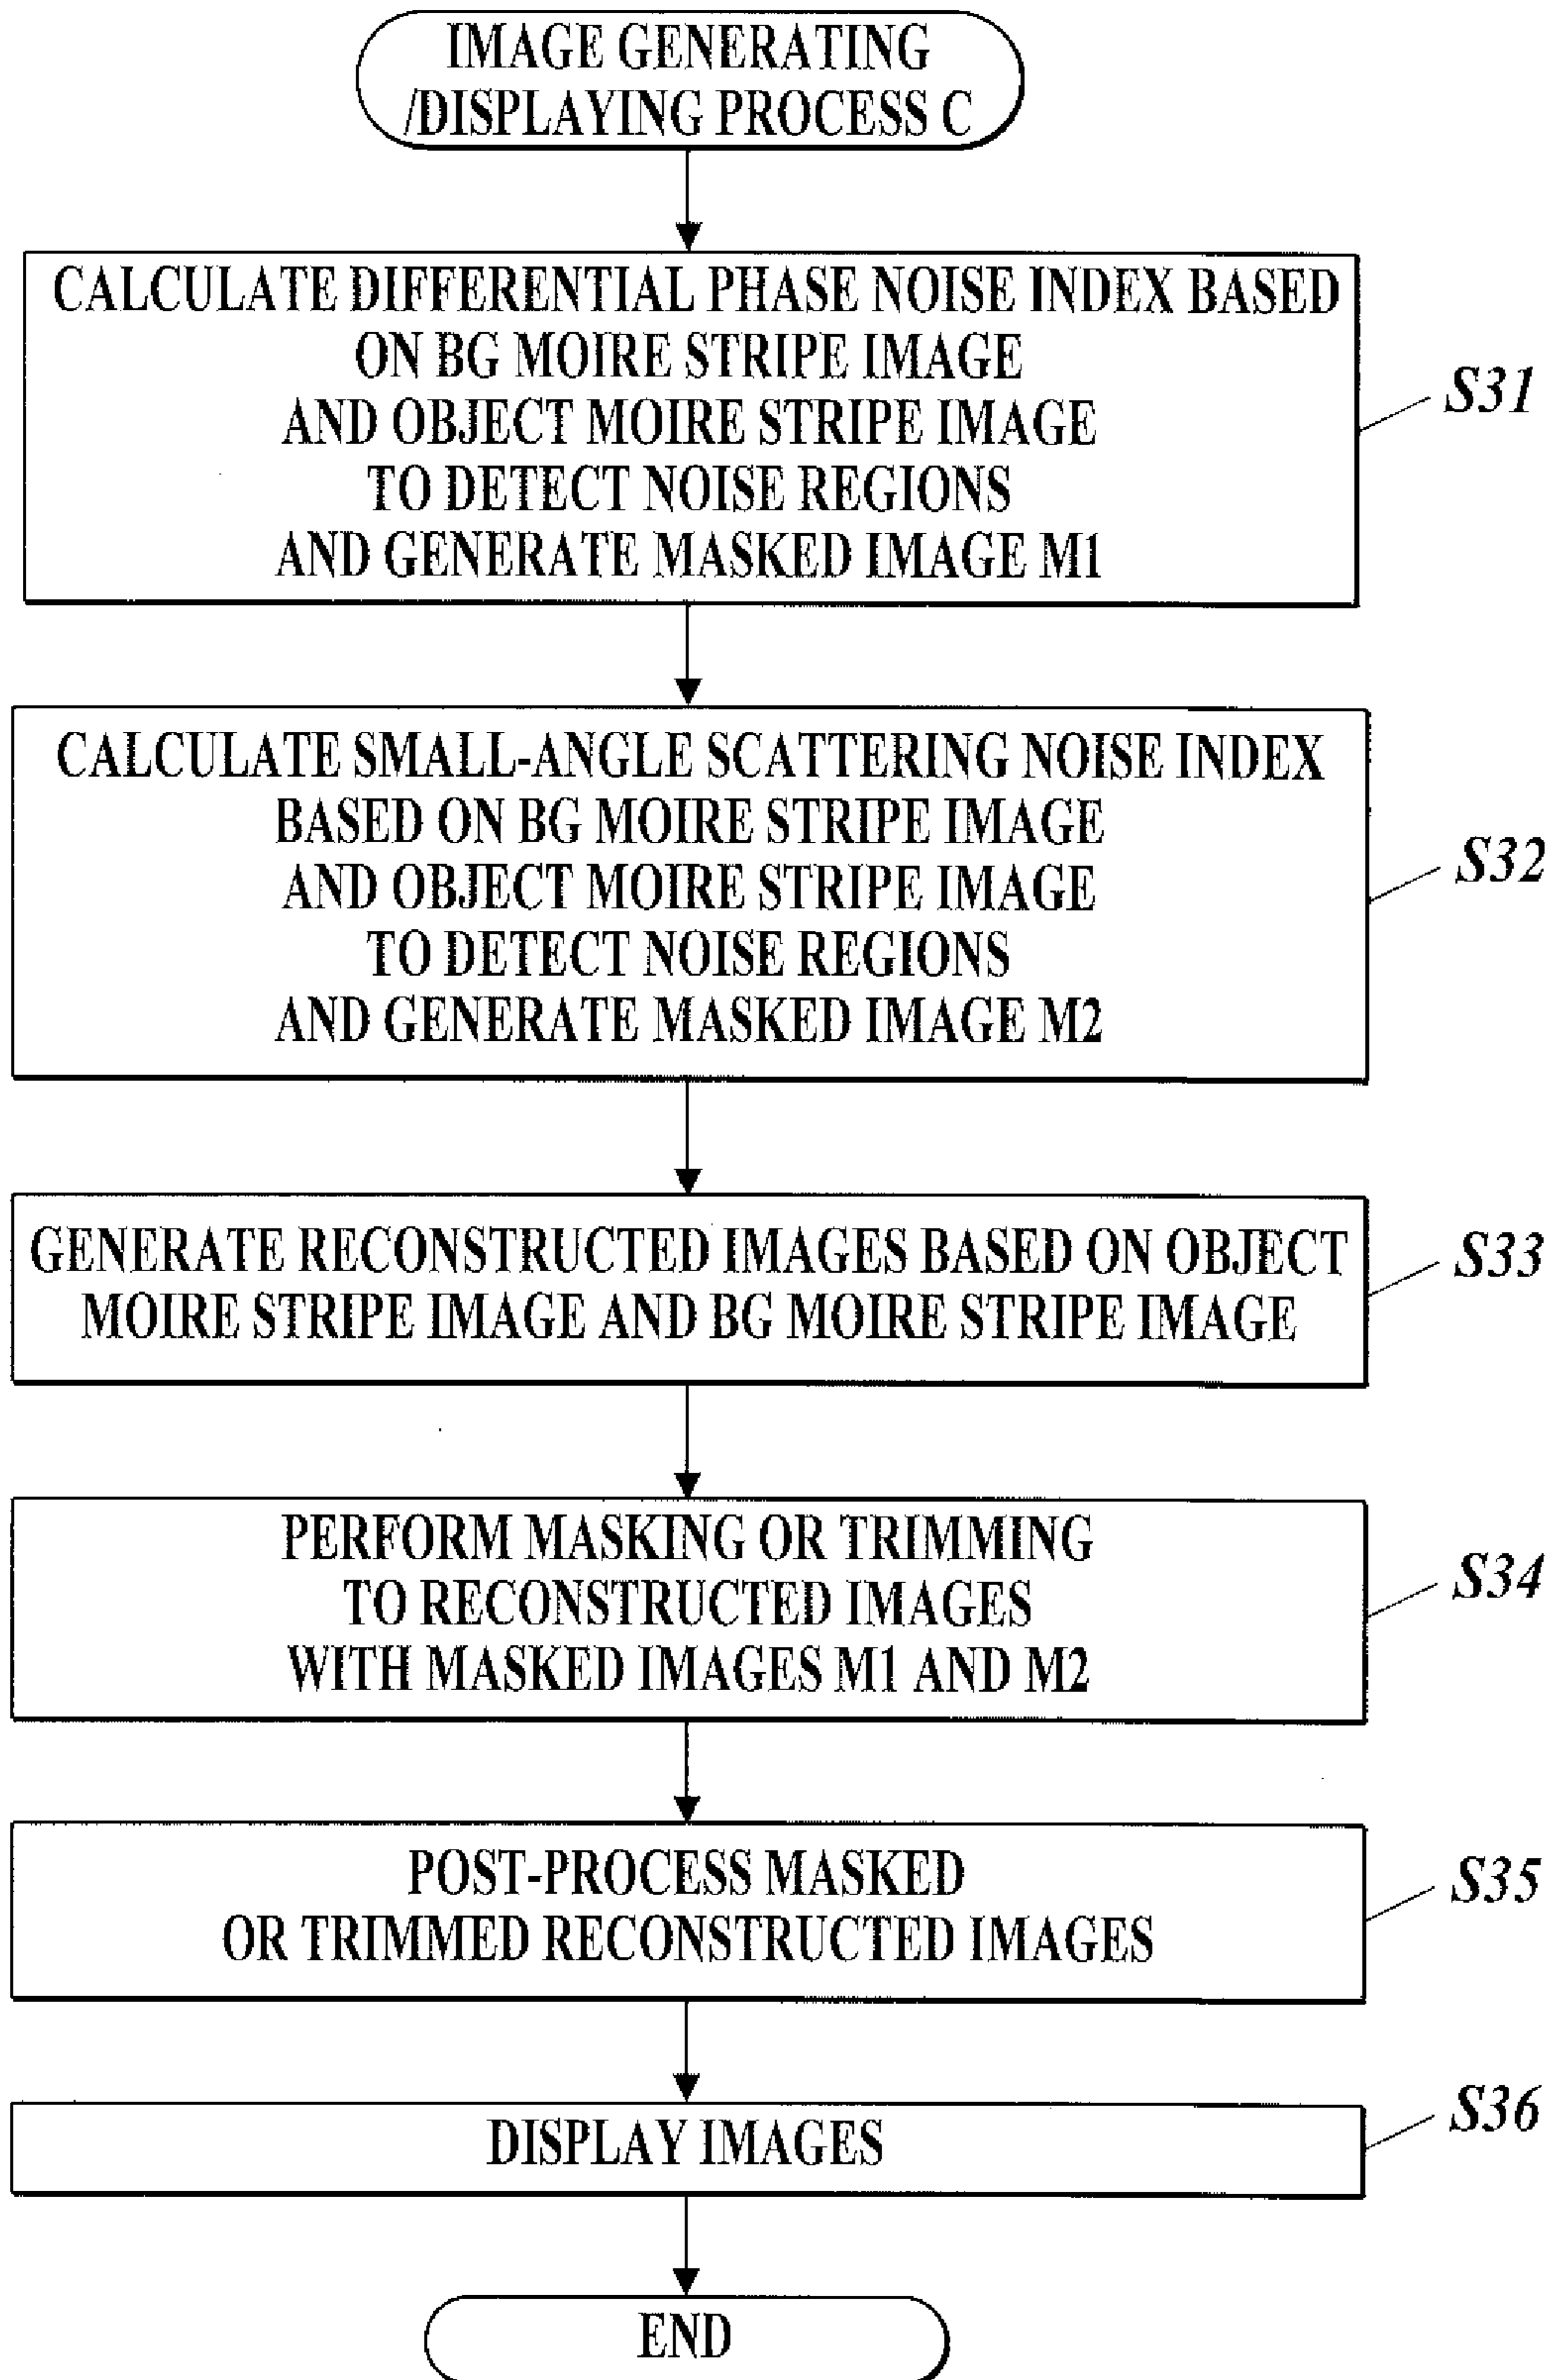 IMAGE GENERATING
/DISPLAYING PROCESS C
CALCULATE DIFFERENTIAL PHASE NOISE INDEX BASED
ON BG MOIRE STRIPE IMAGE
AND OBJECT MOIRE STRIPE IMAGE
TO DETECT NOISE REGIONS
AND GENERATE MASKED IMAGE M1
S31
CALCULATE SMALL-ANGLE SCATTERING NOISE INDEX
BASED ON BG MOIRE STRIPE IMAGE
AND OBJECT MOIRE STRIPE IMAGE
TO DETECT NOISE REGIONS
AND GENERATE MASKED IMAGE M2
S32
GENERATE RECONSTRUCTED IMAGES BASED ON OBJECT
MOIRE STRIPE IMAGE AND BG MOIRE STRIPE IMAGE
S33
PERFORM MASKING OR TRIMMING
TO RECONSTRUCTED IMAGES
WITH MASKED IMAGES M1 AND M2
S34
POST-PROCESS MASKED
OR TRIMMED RECONSTRUCTED IMAGES
S35
DISPLAY IMAGES
S36
END